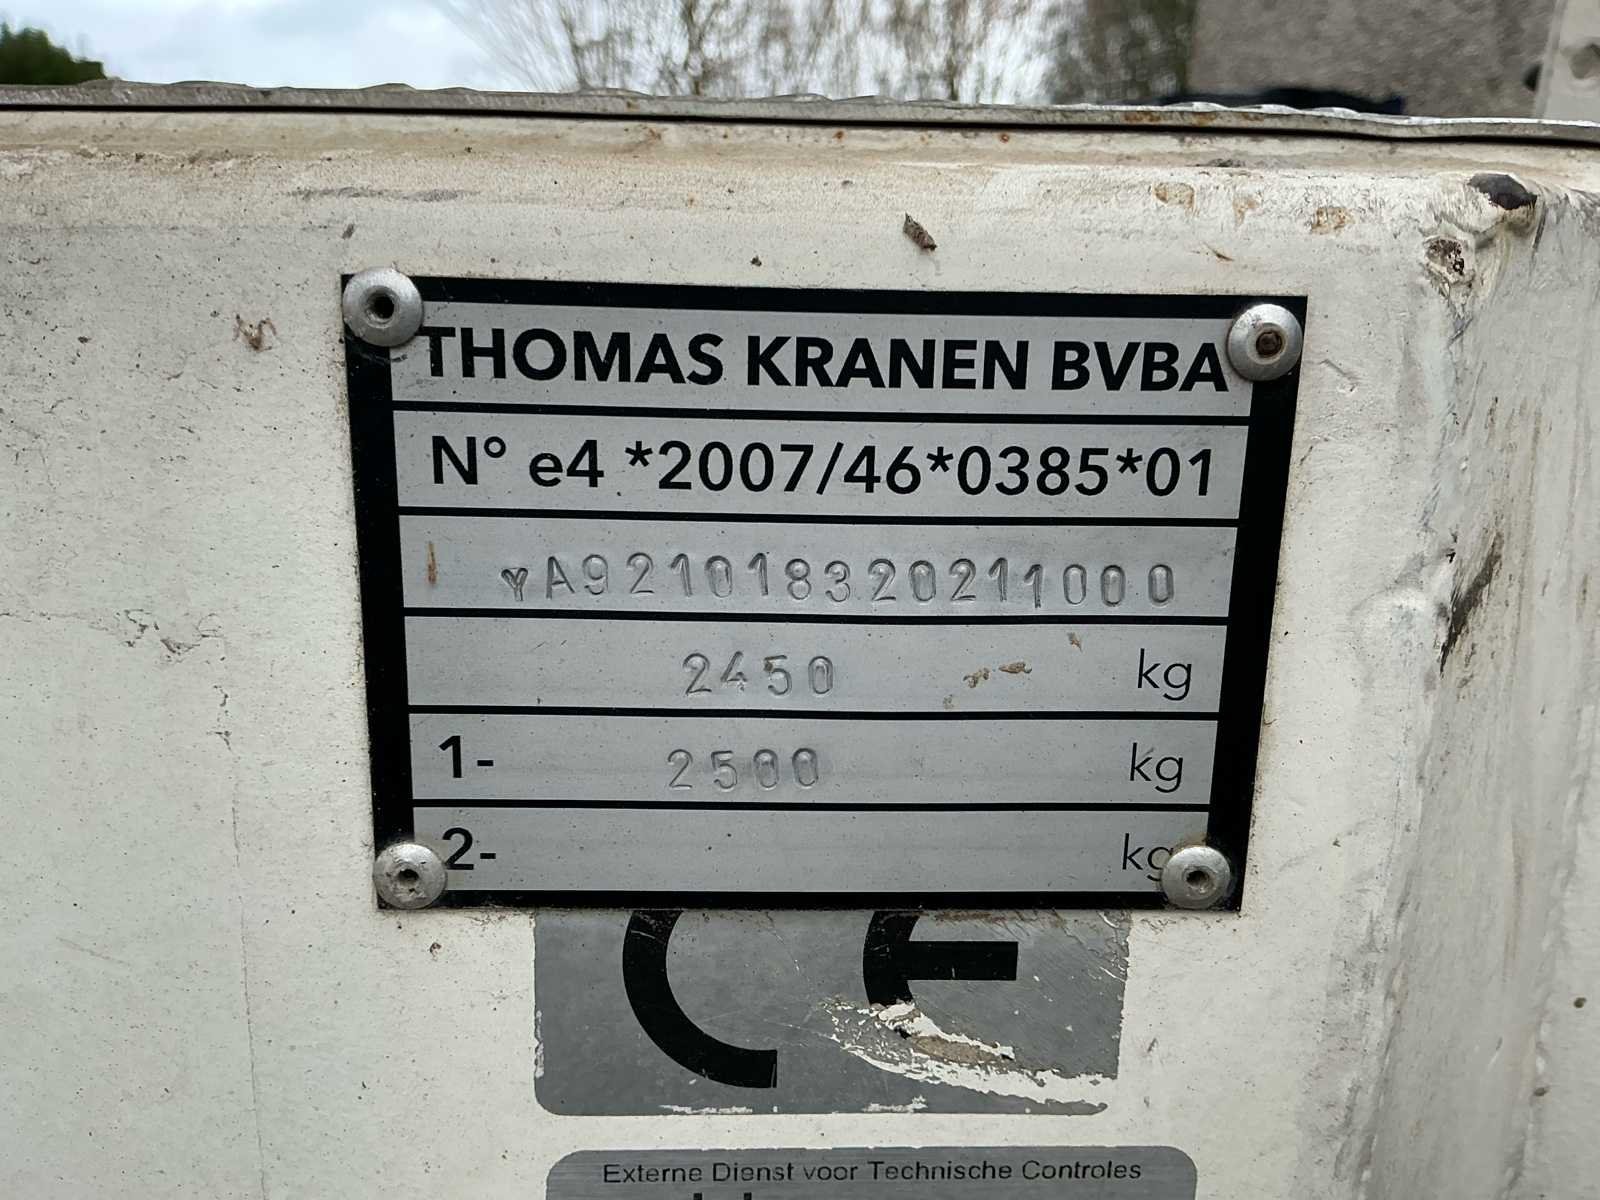 THOMAS KRANEN BVBA
N° e4 *2007/46*0385*01
YA921018320211000
2450 kg
1- 2500 kg
2- kg
CE
Externe Dienst voor Technische Controles